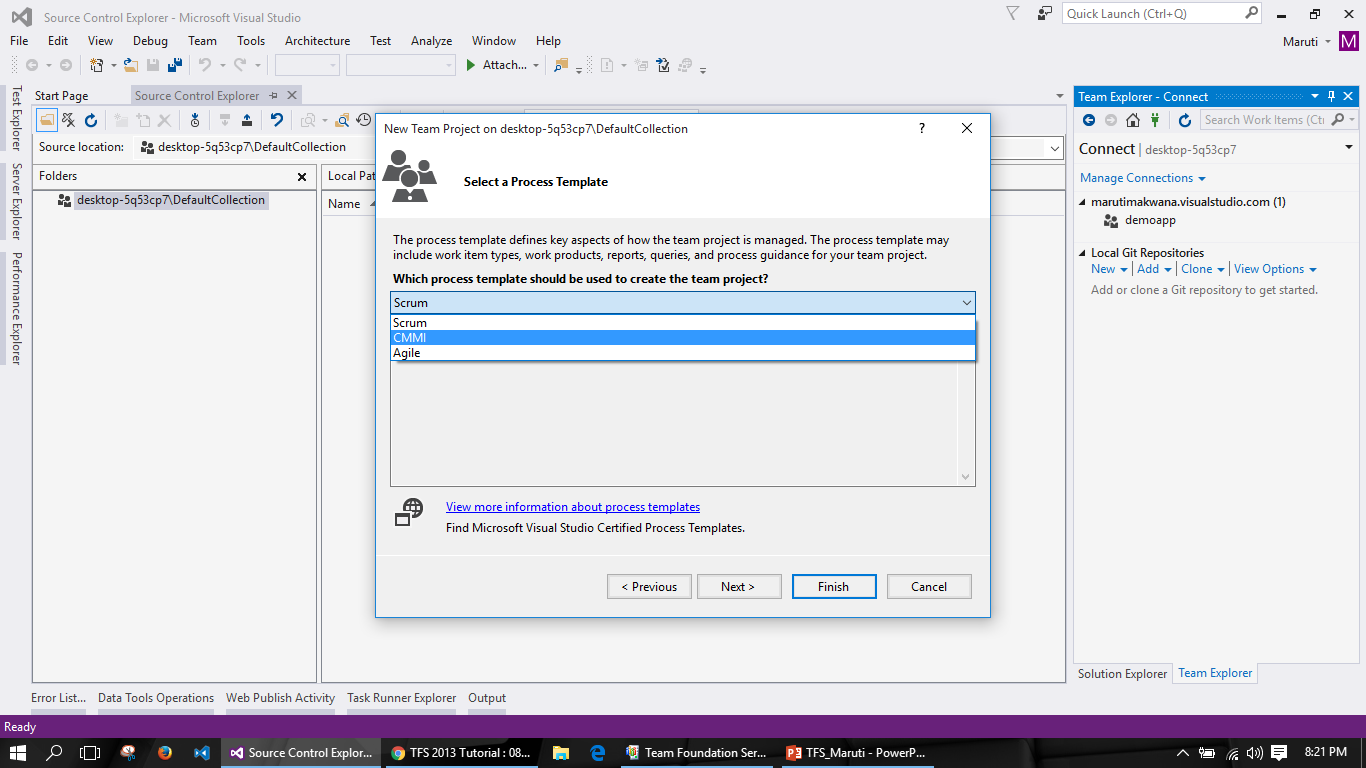 Source Control Explorer - Microsoft Visual Studio
Quick Launch (Ctrl+Q)
File Edit View Debug Team Tools Architecture Test Analyze Window Help
Maruti M
Attach...
Test Explorer
Server Explorer
Performance Explorer
Start Page
Source Control Explorer
Source location: desktop-5q53cp7\DefaultCollection
Folders
desktop-5q53cp7\DefaultCollection
Local Pat
Name
New Team Project on desktop-5q53cp7\DefaultCollection
?
Select a Process Template
The process template defines key aspects of how the team project is managed. The process template may
include work item types, work products, reports, queries, and process guidance for your team project.
Which process template should be used to create the team project?
Scrum
Scrum
CMMI
Agile
View more information about process templates
Find Microsoft Visual Studio Certified Process Templates.
< Previous
Next >
Finish
Cancel
Team Explorer - Connect
Search Work Items (Ctrl
Connect | desktop-5q53cp7
Manage Connections
marutimakwana.visualstudio.com (1)
demoapp
Local Git Repositories
New | Add | Clone | View Options
Add or clone a Git repository to get started.
Solution Explorer Team Explorer
Error List... Data Tools Operations Web Publish Activity Task Runner Explorer Output
Ready
Source Control Explor...
TFS 2013 Tutorial : 08...
Team Foundation Ser...
TFS_Maruti - PowerP...
8:21 PM